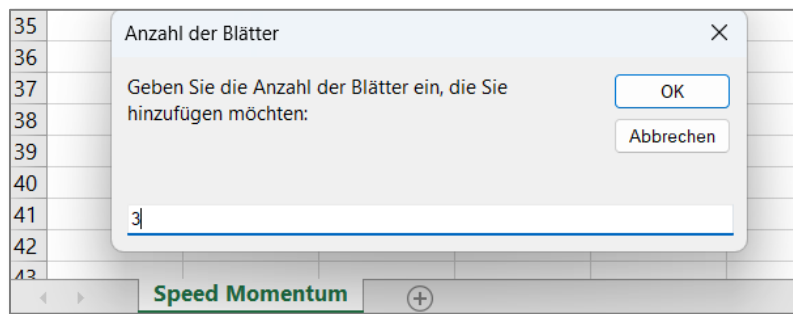 35
Anzahl der Blätter
36
37
Geben Sie die Anzahl der Blätter ein, die Sie
OK
38
hinzufügen möchten:
Abbrechen
39
40
41
3
42
43
Speed Momentum